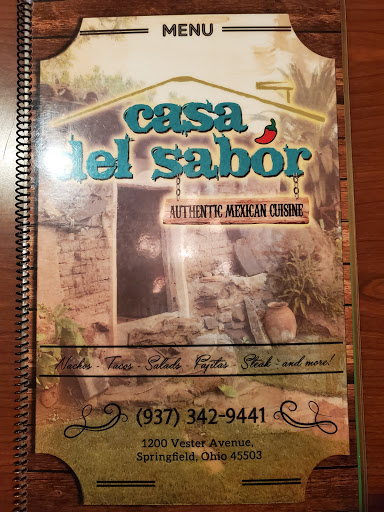 MENU
casa
del sabor
AUTHENTIC MEXICAN CUISINE
Nachos - Tacos - Salads - Fajitas - Steak - and more!
(937) 342-9441
1200 Vester Avenue,
Springfield, Ohio 45503